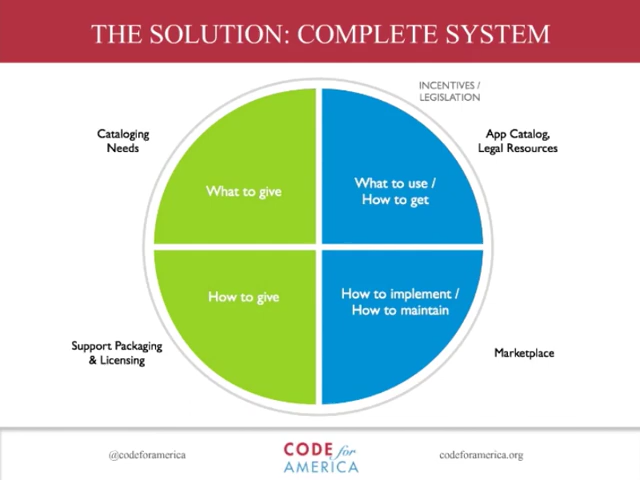 THE SOLUTION: COMPLETE SYSTEM
INCENTIVES /
LEGISLATION
Cataloging
Needs
App Catalog,
Legal Resources
What to give
What to use /
How to get
How to give
How to implement /
How to maintain
Support Packaging
& Licensing
Marketplace
@codeforamerica
CODE for
AMERICA
codeforamerica.org